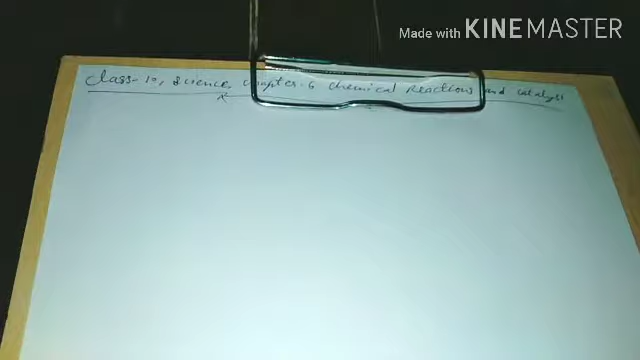 Made with KINEMASTER
Class-10, Science, Chapter-6 Chemical Reactions and catalyst